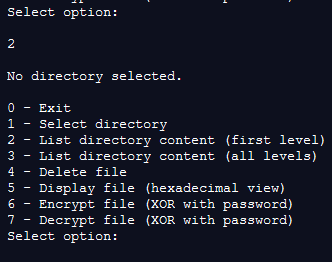 Select option:
2
No directory selected.
0 - Exit
1 - Select directory
2 - List directory content (first level)
3 - List directory content (all levels)
4 - Delete file
5 - Display file (hexadecimal view)
6 - Encrypt file (XOR with password)
7 - Decrypt file (XOR with password)
Select option: